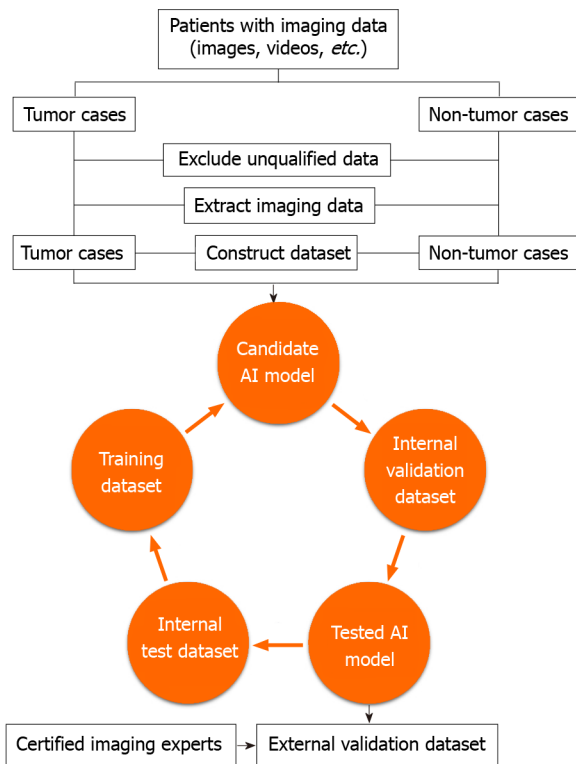 Patients with imaging data
(images, videos, etc.)
Tumor cases
Non-tumor cases
Exclude unqualified data
Extract imaging data
Tumor cases
Construct dataset
Non-tumor cases
Candidate
AI model
Training
dataset
Internal
validation
dataset
Internal
test dataset
Tested AI
model
Certified imaging experts
External validation dataset